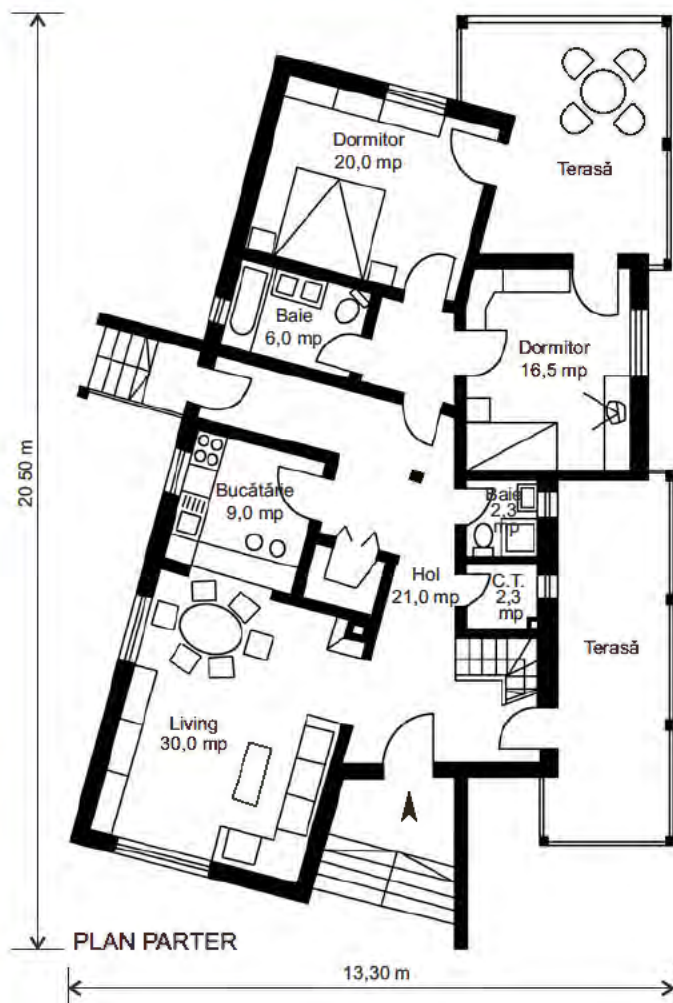 Dormitor
20,0 mp
Terasă
Baie
6,0 mp
Dormitor
16,5 mp
20 50 m
Bucătărie
9,0 mp
Baie
2,3
mp
Hol
21,0 mp
C.T.
2,3
mp
Terasă
Living
30,0 mp
PLAN PARTER
13,30 m